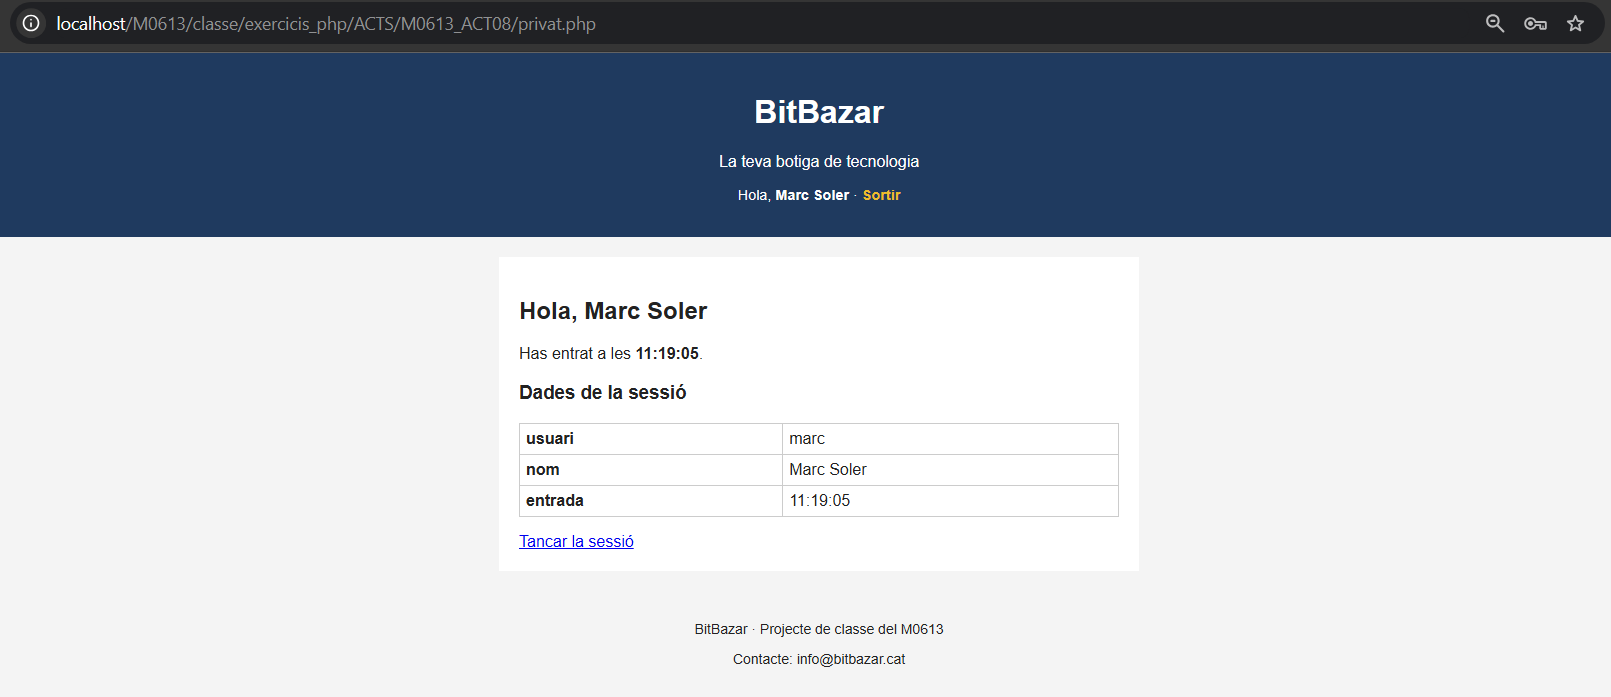 localhost/M0613/classe/exercicis_php/ACTS/M0613_ACT08/privat.php
BitBazar
La teva botiga de tecnologia
Hola, Marc Soler · Sortir
Hola, Marc Soler
Has entrat a les 11:19:05.
Dades de la sessió
usuari marc
nom Marc Soler
entrada 11:19:05
Tancar la sessió
BitBazar · Projecte de classe del M0613
Contacte: info@bitbazar.cat